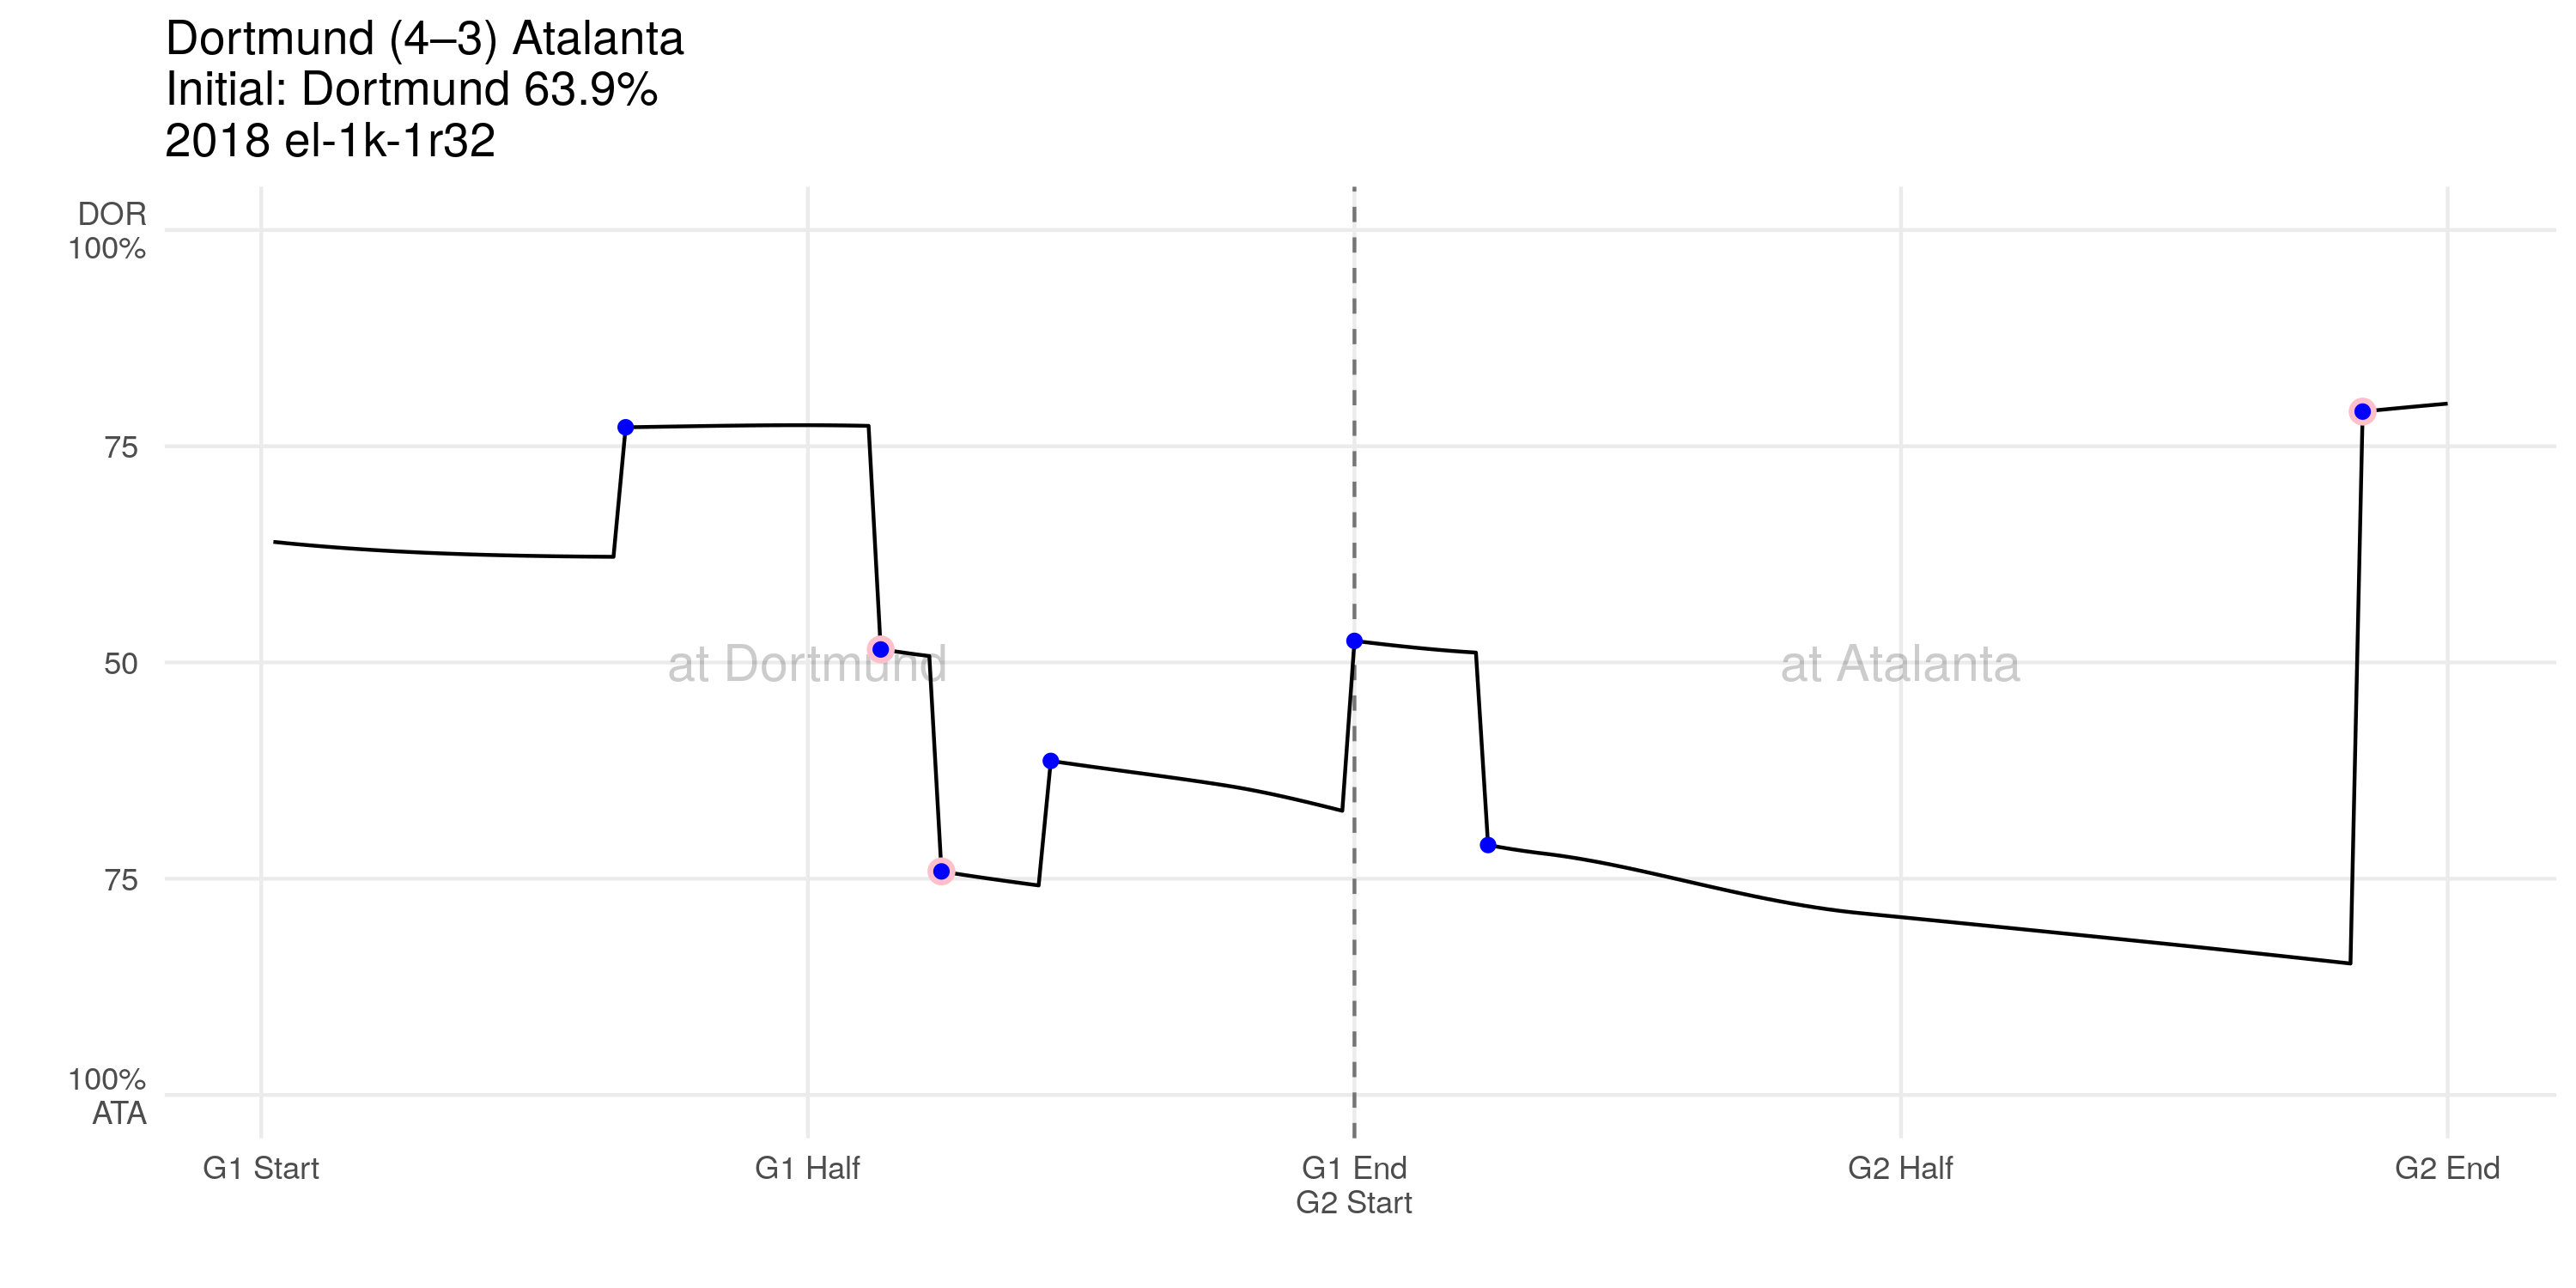 Dortmund (4–3) Atalanta
Initial: Dortmund 63.9%
2018 el-1k-1r32
DOR
100%
75
50
75
100%
ATA
at Dortmund
at Atalanta
G1 Start
G1 Half
G1 End
G2 Start
G2 Half
G2 End